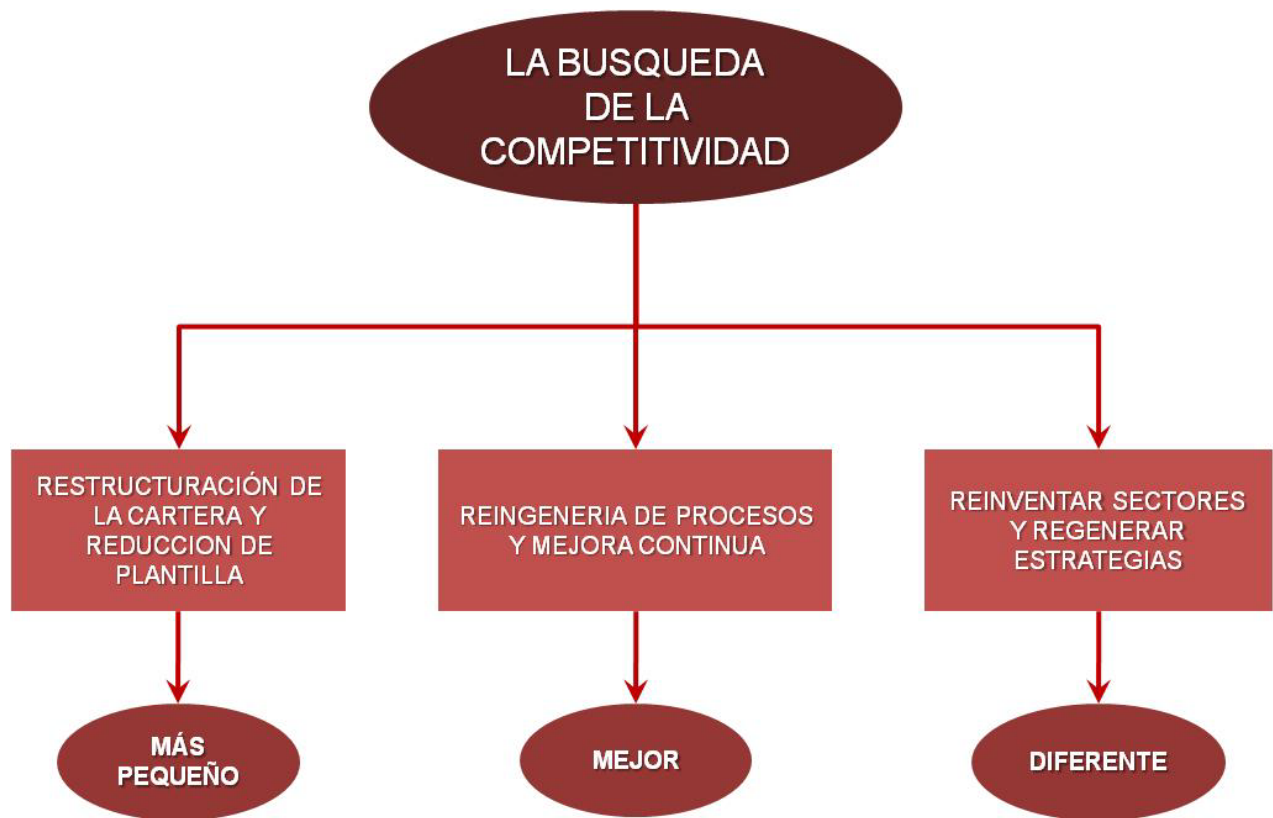 LA BUSQUEDA
DE LA
COMPETITIVIDAD
RESTRUCTURACIÓN DE
LA CARTERA Y
REDUCCION DE
PLANTILLA
REINGENERIA DE PROCESOS
Y MEJORA CONTINUA
REINVENTAR SECTORES
Y REGENERAR
ESTRATEGIAS
MÁS
PEQUEÑO
MEJOR
DIFERENTE